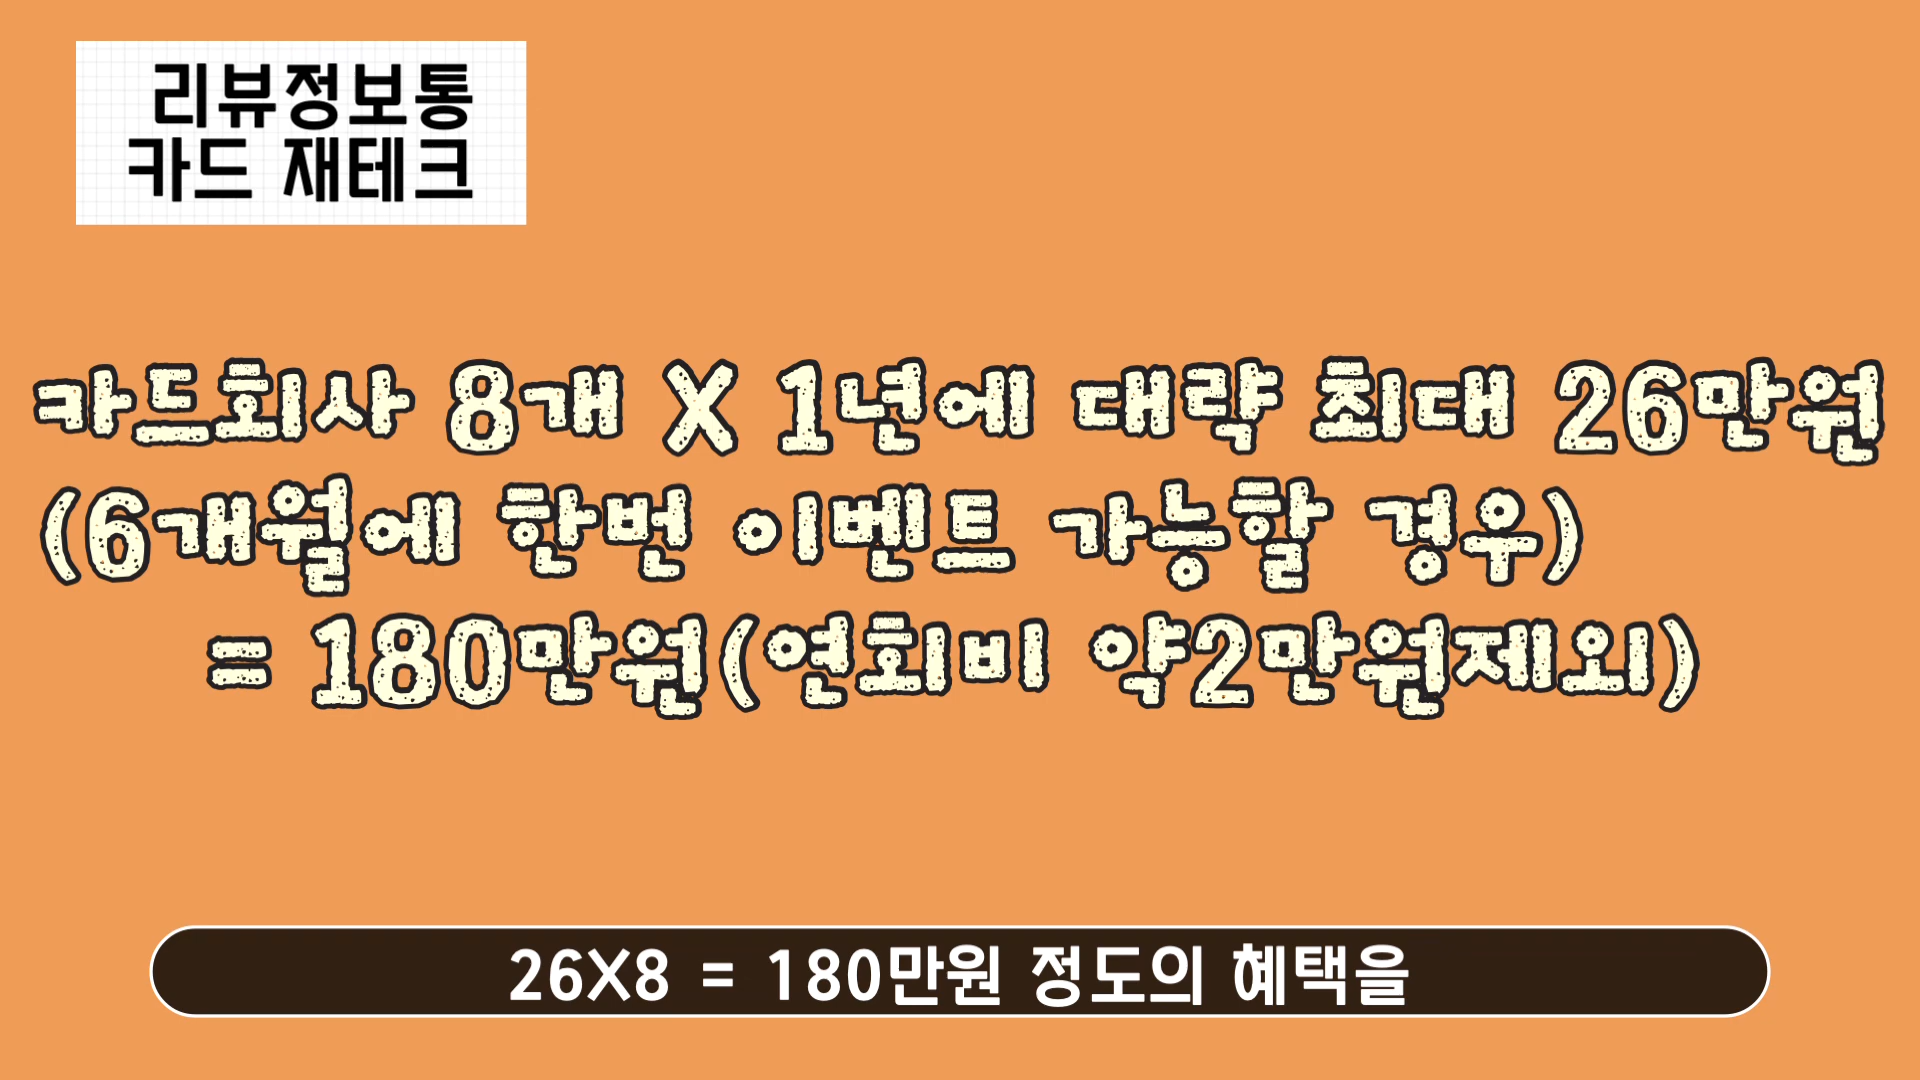 리뷰정보통
카드 재테크
카드회사 8개 X 1년에 대략 최대 26만원
(6개월에 한번 이벤트 가능할 경우)
= 180만원(연회비 약2만원제외)
26X8 = 180만원 정도의 혜택을